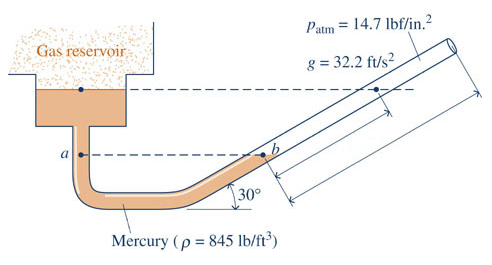 p_atm = 14.7 lbf/in.²
Gas reservoir
g = 32.2 ft/s²
a
b
30°
Mercury (ρ = 845 lb/ft³)